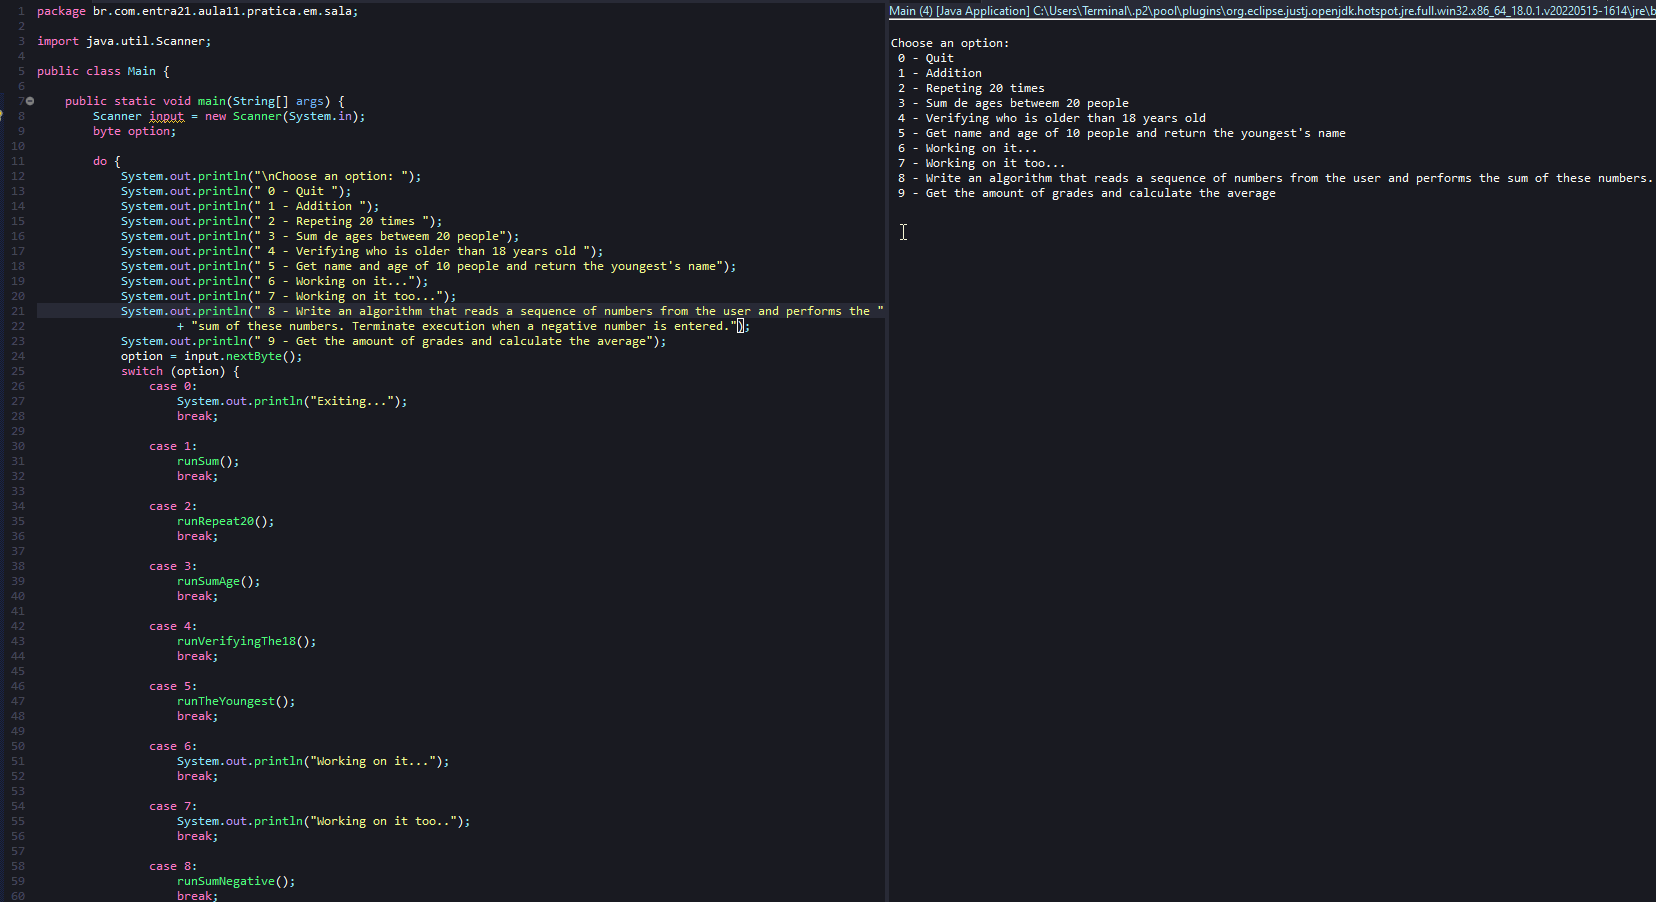 1 package br.com.entra21.aula11.pratica.em.sala;
2
3 import java.util.Scanner;
4
5 public class Main {
6
7 public static void main(String[] args) {
8 Scanner input = new Scanner(System.in);
9 byte option;
10
11 do {
12 System.out.println("\nChoose an option: ");
13 System.out.println(" 0 - Quit ");
14 System.out.println(" 1 - Addition ");
15 System.out.println(" 2 - Repeting 20 times ");
16 System.out.println(" 3 - Sum de ages betweem 20 people");
17 System.out.println(" 4 - Verifying who is older than 18 years old ");
18 System.out.println(" 5 - Get name and age of 10 people and return the youngest's name");
19 System.out.println(" 6 - Working on it...");
20 System.out.println(" 7 - Working on it too...");
21 System.out.println(" 8 - Write an algorithm that reads a sequence of numbers from the user and performs the "
22 + "sum of these numbers. Terminate execution when a negative number is entered.");
23 System.out.println(" 9 - Get the amount of grades and calculate the average");
24 option = input.nextByte();
25 switch (option) {
26 case 0:
27 System.out.println("Exiting...");
28 break;
29
30 case 1:
31 runSum();
32 break;
33
34 case 2:
35 runRepeat20();
36 break;
37
38 case 3:
39 runSumAge();
40 break;
41
42 case 4:
43 runVerifyingThe18();
44 break;
45
46 case 5:
47 runTheYoungest();
48 break;
49
50 case 6:
51 System.out.println("Working on it...");
52 break;
53
54 case 7:
55 System.out.println("Working on it too..");
56 break;
57
58 case 8:
59 runSumNegative();
60 break;
Main (4) [Java Application] C:\Users\Terminal\.p2\pool\plugins\org.eclipse.justj.openjdk.hotspot.jre.full.win32.x86_64_18.0.1.v20220515-1614\jre\b
Choose an option:
0 - Quit
1 - Addition
2 - Repeting 20 times
3 - Sum de ages betweem 20 people
4 - Verifying who is older than 18 years old
5 - Get name and age of 10 people and return the youngest's name
6 - Working on it...
7 - Working on it too...
8 - Write an algorithm that reads a sequence of numbers from the user and performs the sum of these numbers.
9 - Get the amount of grades and calculate the average